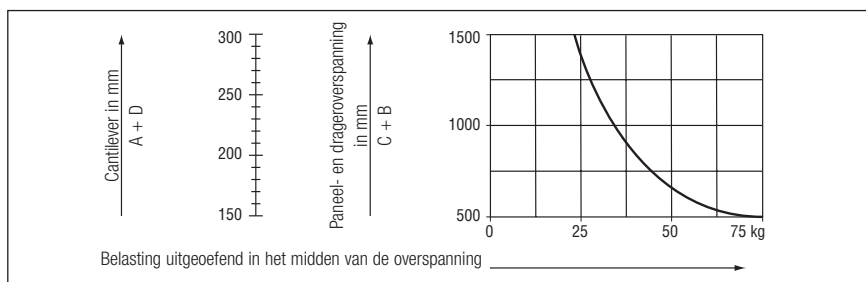 Cantilever in mm
A + D
300
250
200
150
Paneel- en drageroverspanning
in mm
C + B
1500
1000
500
0
25
50
75 kg
Belasting uitgeoefend in het midden van de overspanning